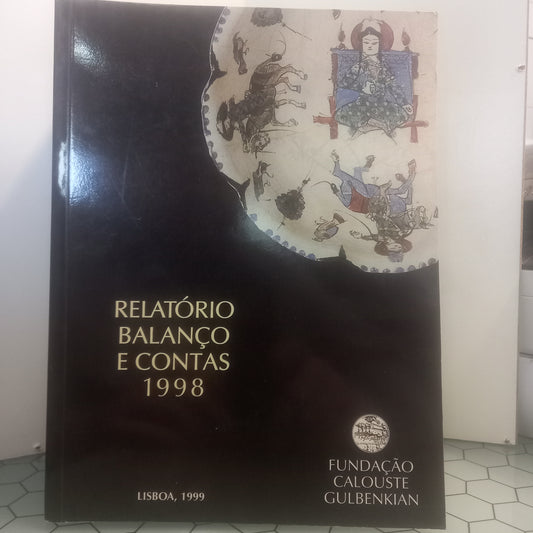 RELATÓRIO
BALANÇO
E CONTAS
1998
FUNDAÇÃO
CALOUSTE
GULBENKIAN
LISBOA, 1999